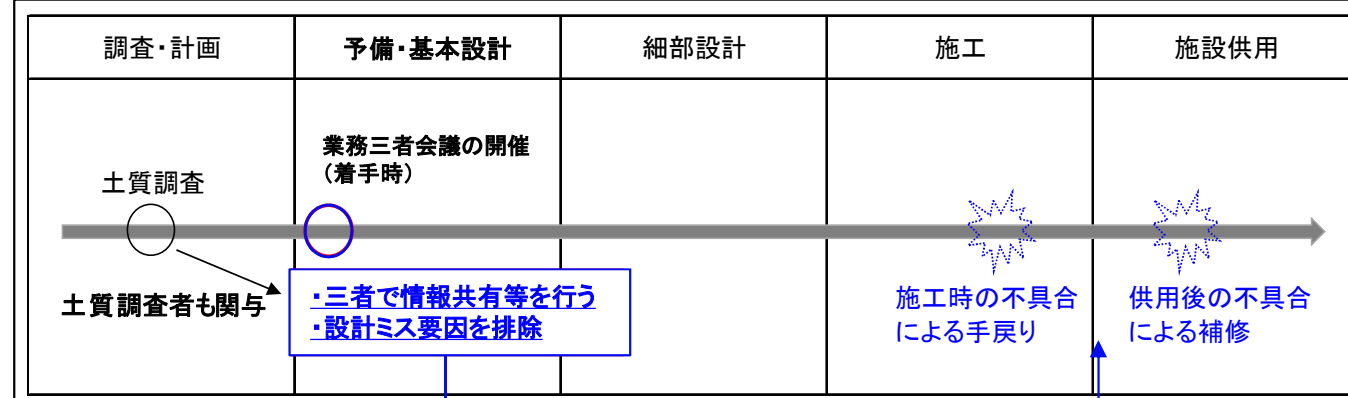 調査・計画
予備・基本設計
細部設計
施工
施設供用
業務三者会議の開催
（着手時）
土質調査
土質調査者も関与
・三者で情報共有等を行う
・設計ミス要因を排除
施工時の不具合
による手戻り
供用後の不具合
による補修